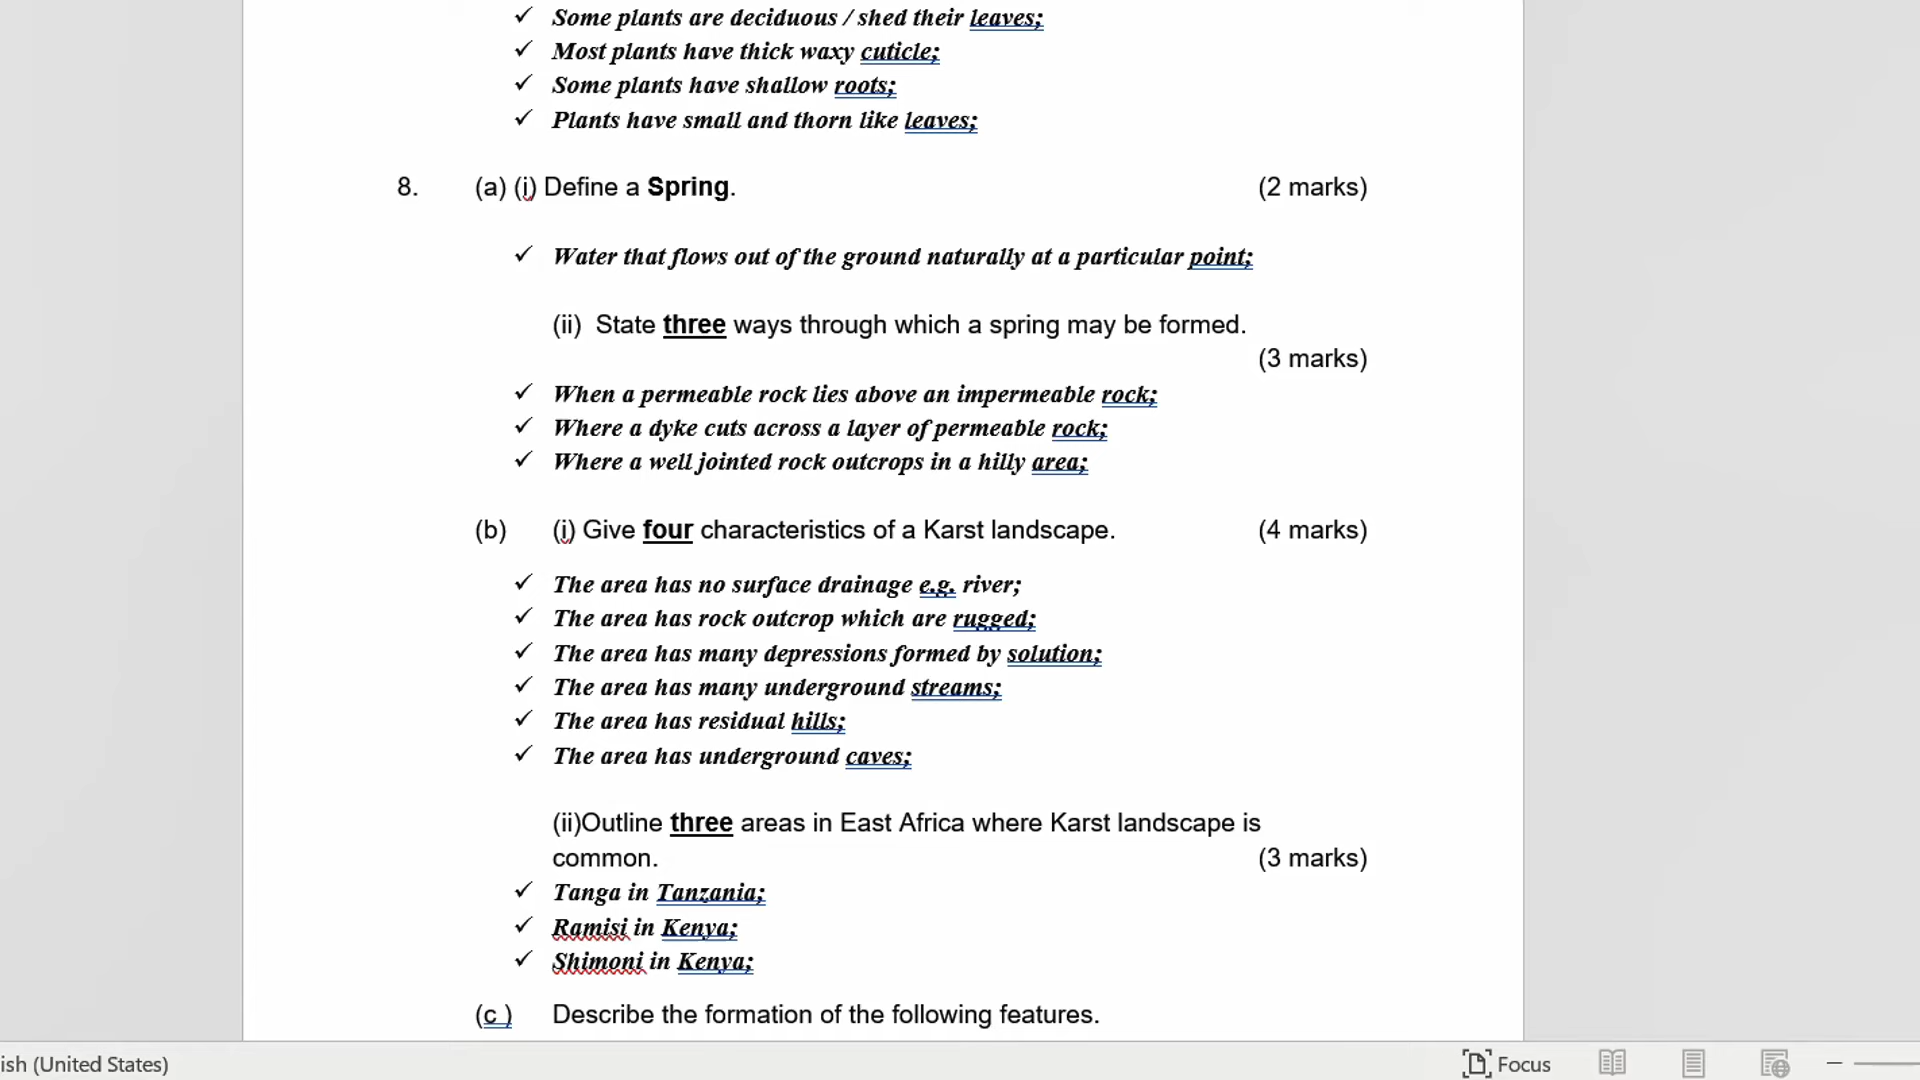 ✓ Some plants are deciduous / shed their leaves;
✓ Most plants have thick waxy cuticle;
✓ Some plants have shallow roots;
✓ Plants have small and thorn like leaves;
8. (a) (i) Define a Spring. (2 marks)
✓ Water that flows out of the ground naturally at a particular point;
(ii) State three ways through which a spring may be formed.
(3 marks)
✓ When a permeable rock lies above an impermeable rock;
✓ Where a dyke cuts across a layer of permeable rock;
✓ Where a well jointed rock outcrops in a hilly area;
(b) (i) Give four characteristics of a Karst landscape. (4 marks)
✓ The area has no surface drainage e.g. river;
✓ The area has rock outcrop which are rugged;
✓ The area has many depressions formed by solution;
✓ The area has many underground streams;
✓ The area has residual hills;
✓ The area has underground caves;
(ii)Outline three areas in East Africa where Karst landscape is
common. (3 marks)
✓ Tanga in Tanzania;
✓ Ramisi in Kenya;
✓ Shimoni in Kenya;
(c ) Describe the formation of the following features.
ish (United States) Focus